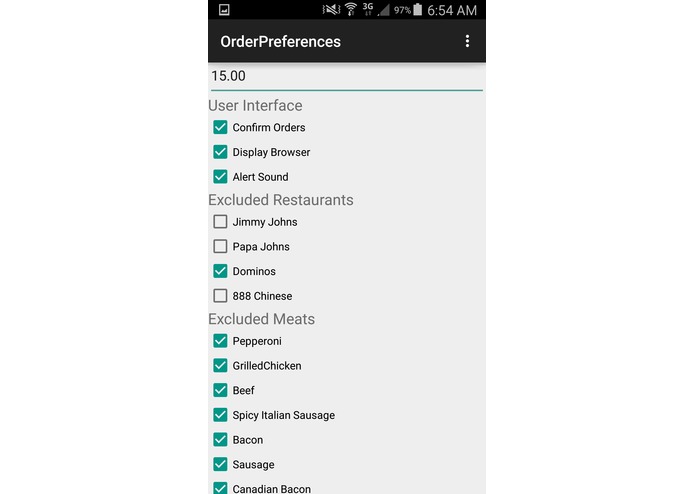 3G 97% 6:54 AM
OrderPreferences
15.00
User Interface
Confirm Orders
Display Browser
Alert Sound
Excluded Restaurants
Jimmy Johns
Papa Johns
Dominos
888 Chinese
Excluded Meats
Pepperoni
GrilledChicken
Beef
Spicy Italian Sausage
Bacon
Sausage
Canadian Bacon